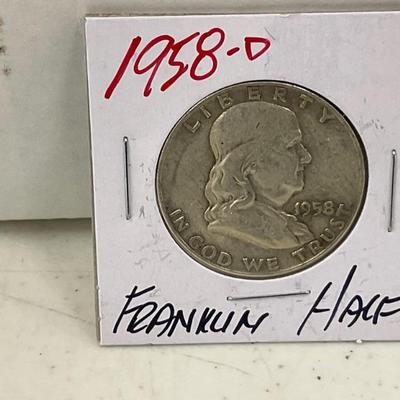 1958-D
LIBERTY
1958
IN GOD WE TRUST
FRANKLIN HALF